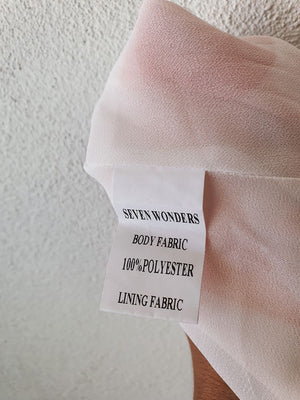 SEVEN WONDERS
BODY FABRIC
100%POLYESTER
LINING FABRIC